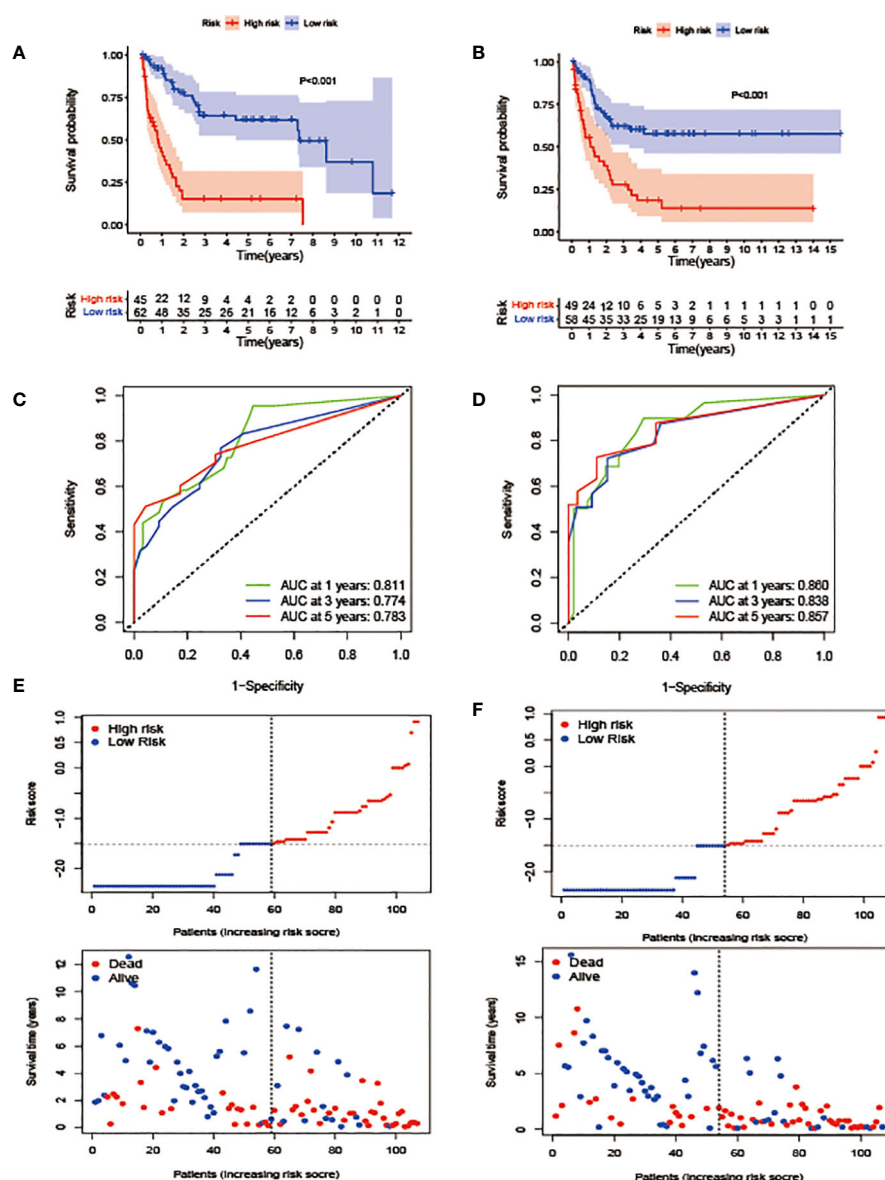 Risk High risk Low risk
A
Survival probability
1.00
0.75
0.50
0.25
0.00
P<0.001
0 1 2 3 4 5 6 7 8 9 10 11 12
Time(years)
Risk
High risk 45 22 12 9 4 4 2 2 0 0 0 0 0
Low risk 62 48 35 25 26 21 16 12 6 3 2 1 0
0 1 2 3 4 5 6 7 8 9 10 11 12
Time(years)
Risk High risk Low risk
B
Survival probability
1.00
0.75
0.50
0.25
0.00
P<0.001
0 1 2 3 4 5 6 7 8 9 10 11 12 13 14 15
Time(years)
Risk
High risk 49 24 12 10 6 5 3 2 1 1 1 1 1 1 0 0
Low risk 58 45 35 33 25 19 13 9 6 6 5 3 3 1 1 1
0 1 2 3 4 5 6 7 8 9 10 11 12 13 14 15
Time(years)
C
Sensitivity
1.0
0.8
0.6
0.4
0.2
0.0
AUC at 1 years: 0.811
AUC at 3 years: 0.774
AUC at 5 years: 0.783
0.0 0.2 0.4 0.6 0.8 1.0
1-Specificity
D
Sensitivity
1.0
0.8
0.6
0.4
0.2
0.0
AUC at 1 years: 0.860
AUC at 3 years: 0.838
AUC at 5 years: 0.857
0.0 0.2 0.4 0.6 0.8 1.0
1-Specificity
E
Risk score
1.0
0.5
0.0
-1.0
-2.0
High risk
Low Risk
0 20 40 60 80 100
Patients (increasing risk socre)
Survival time (years)
12
10
8
6
4
2
0
Dead
Alive
0 20 40 60 80 100
Patients (increasing risk socre)
F
Risk score
1.0
0.5
0.0
-1.0
-2.0
High risk
Low Risk
0 20 40 60 80 100
Patients (increasing risk socre)
Survival time (years)
15
10
5
0
Dead
Alive
0 20 40 60 80 100
Patients (increasing risk socre)